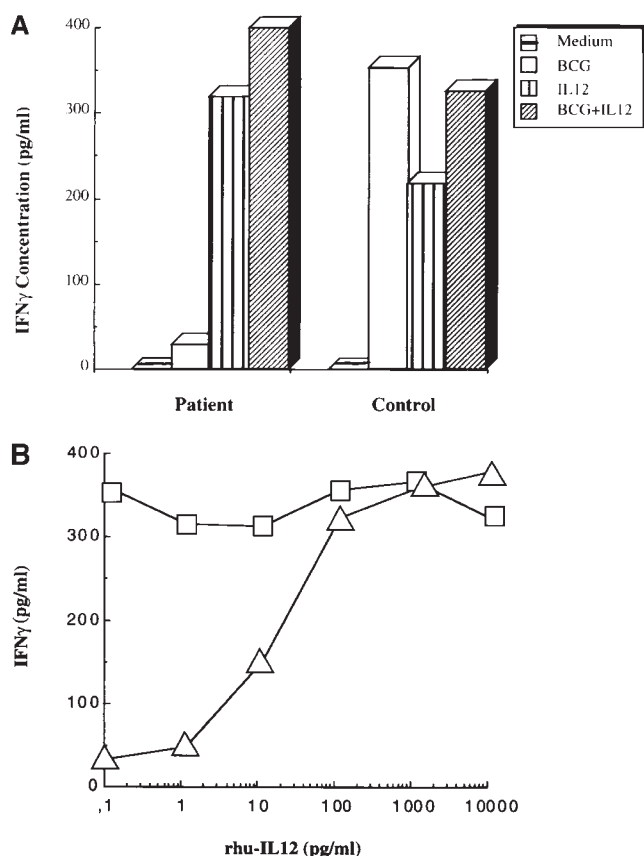 A
IFNγ Concentration (pg/ml)
400
300
200
100
0
Patient
Control
Medium
BCG
IL12
BCG+IL12
B
IFNγ (pg/ml)
400
300
200
100
0
,1
1
10
100
1000
10000
rhu-IL12 (pg/ml)